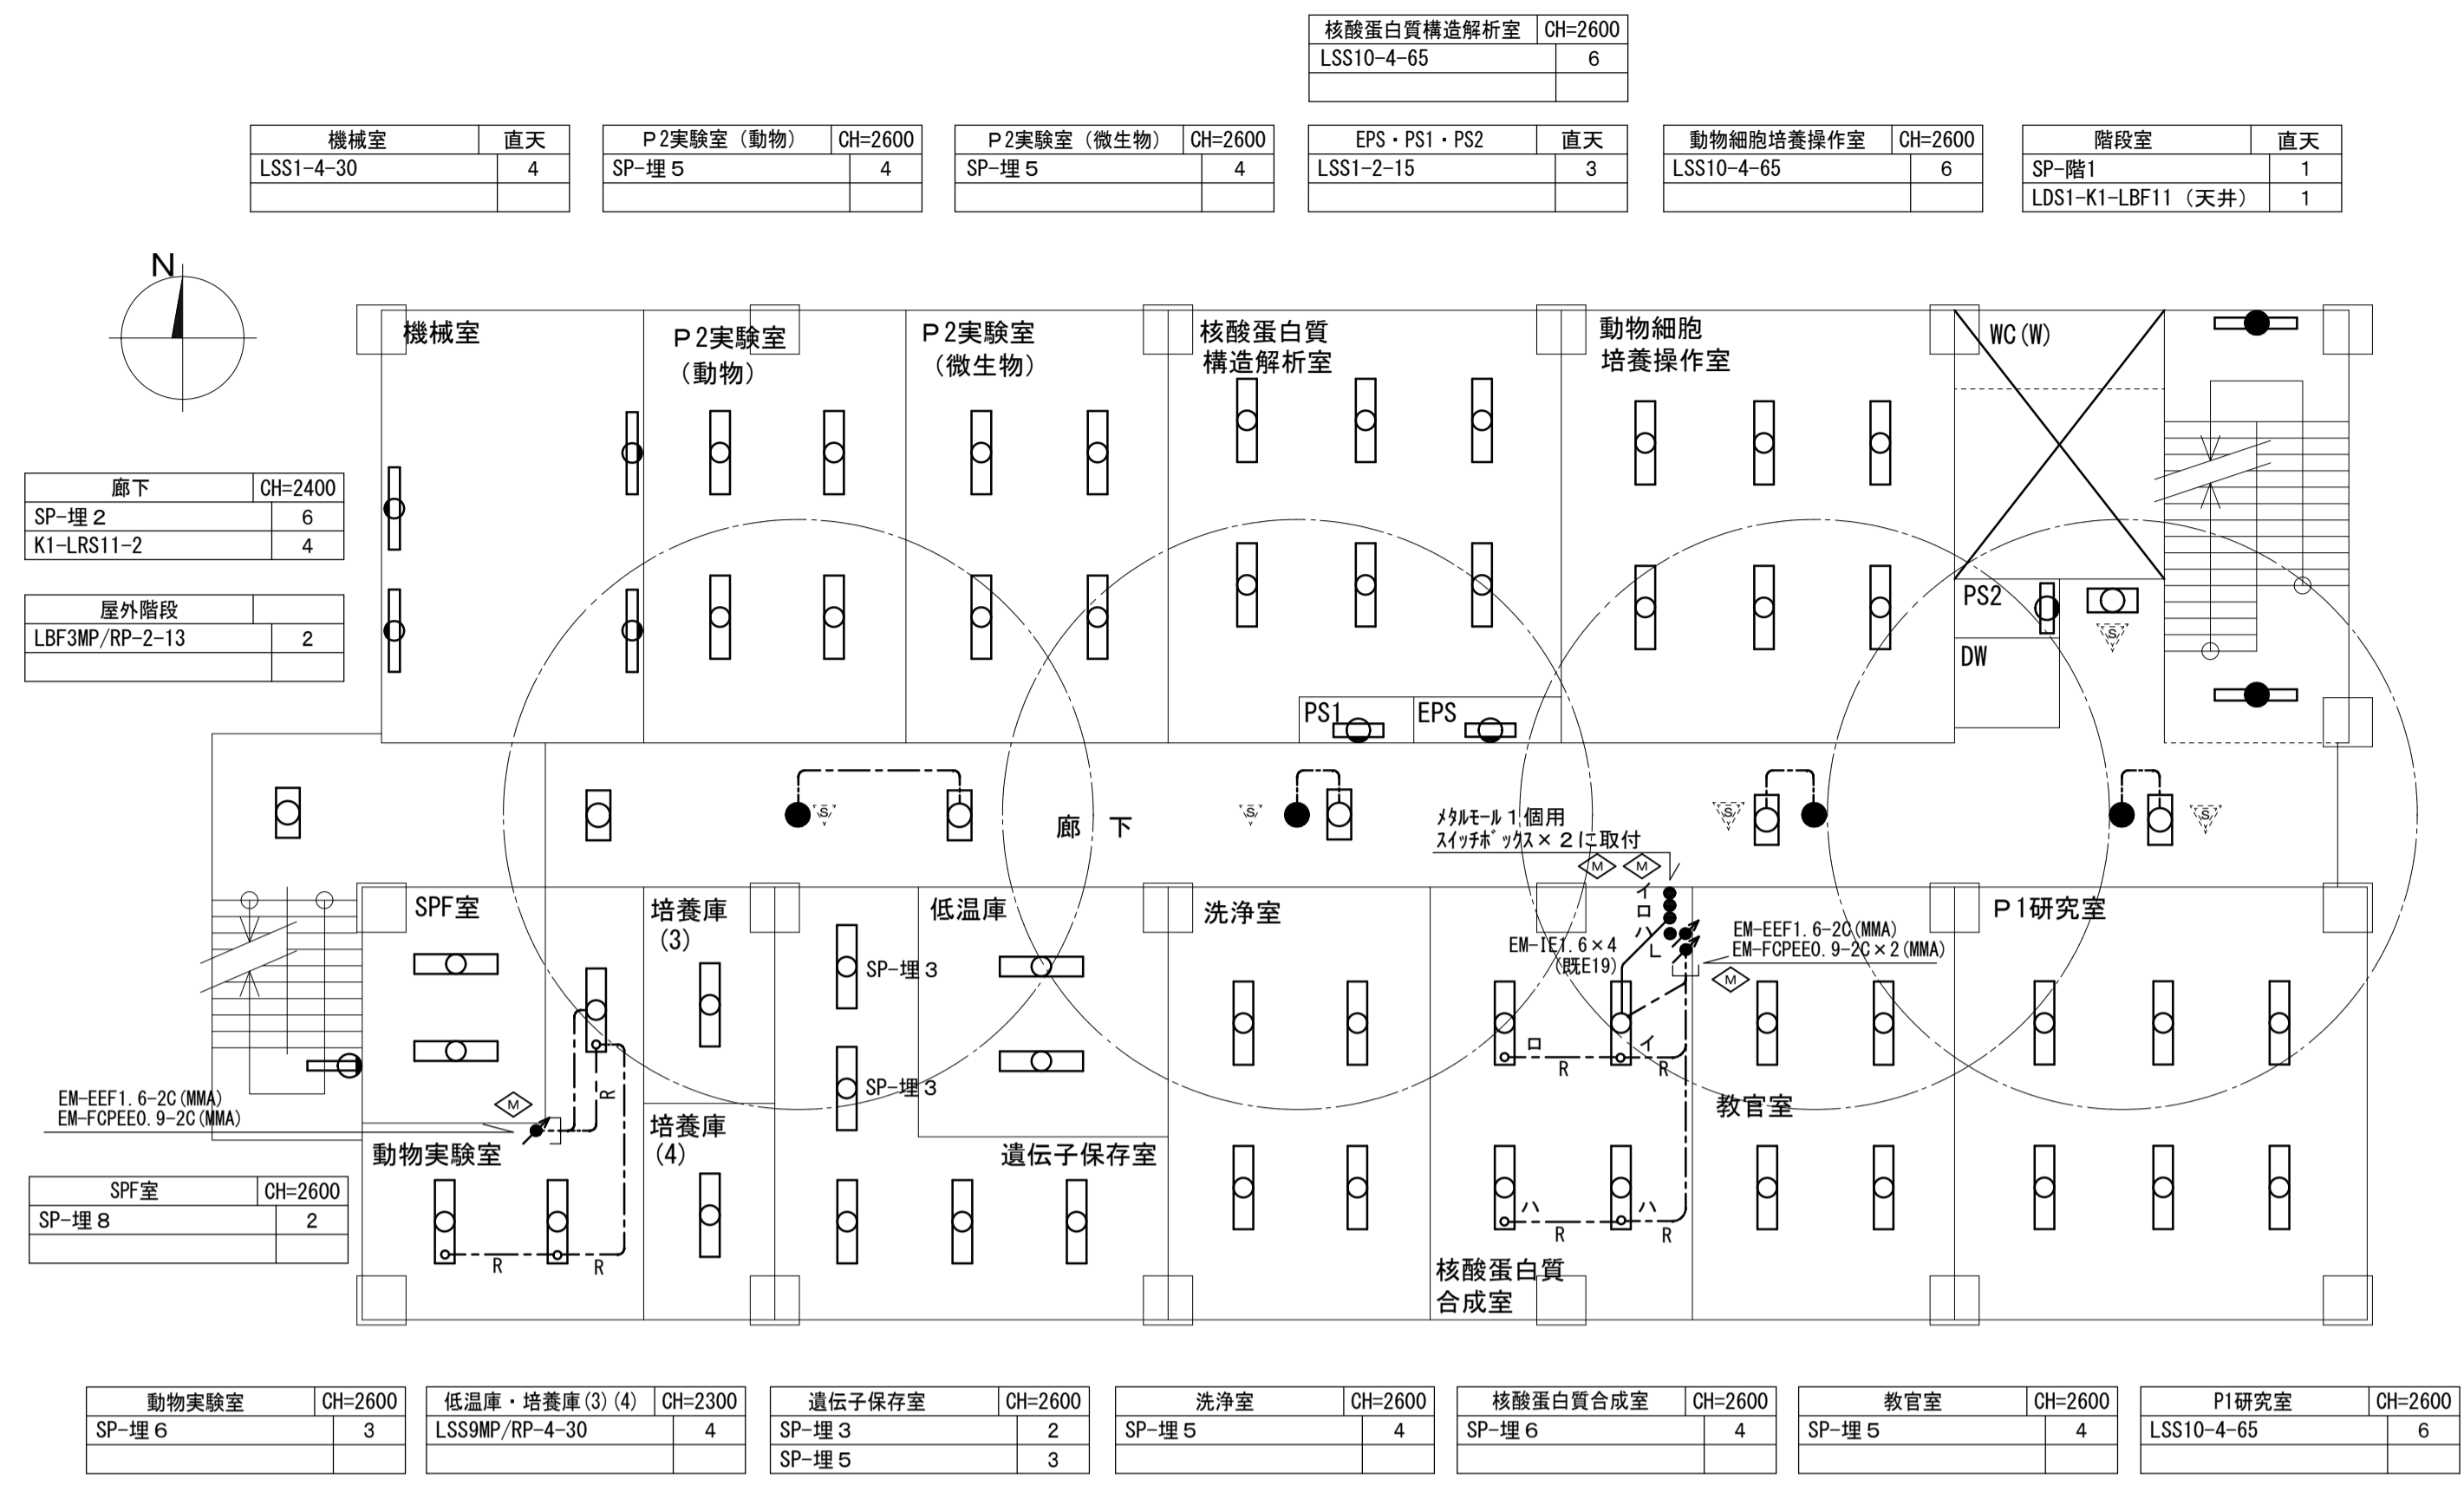 核酸蛋白質構造解析室 CH=2600
LSS10-4-65 6
機械室 直天
LSS1-4-30 4
P2実験室（動物） CH=2600
SP-埋5 4
P2実験室（微生物） CH=2600
SP-埋5 4
EPS・PS1・PS2 直天
LSS1-2-15 3
動物細胞培養操作室 CH=2600
LSS10-4-65 6
階段室 直天
SP-階1 1
LDS1-K1-LBF11（天井） 1
N
廊下 CH=2400
SP-埋2 6
K1-LRS11-2 4
屋外階段
LBF3MP/RP-2-13 2
機械室
P2実験室
（動物）
P2実験室
（微生物）
核酸蛋白質
構造解析室
動物細胞
培養操作室
WC(W)
PS2
S
DW
PS1
EPS
S
S
S
S
廊 下
ﾒﾀﾙﾓｰﾙ1個用
ｽｲｯﾁﾎﾞｯｸｽ×2に取付
M
M
SPF室
培養庫
(3)
SP-埋3
SP-埋3
低温庫
洗浄室
イ
ロ
ハ
L
EM-IE1.6×4
(既E19)
EM-EEF1.6-2C(MMA)
EM-FCPEE0.9-2C×2(MMA)
M
P1研究室
ロ
イ
R
R
教官室
EM-EEF1.6-2C(MMA)
EM-FCPEE0.9-2C(MMA)
M
R
動物実験室
培養庫
(4)
遺伝子保存室
R
R
ハ
ハ
R
R
核酸蛋白質
合成室
SPF室 CH=2600
SP-埋8 2
動物実験室 CH=2600
SP-埋6 3
低温庫・培養庫(3)(4) CH=2300
LSS9MP/RP-4-30 4
遺伝子保存室 CH=2600
SP-埋3 2
SP-埋5 3
洗浄室 CH=2600
SP-埋5 4
核酸蛋白質合成室 CH=2600
SP-埋6 4
教官室 CH=2600
SP-埋5 4
P1研究室 CH=2600
LSS10-4-65 6